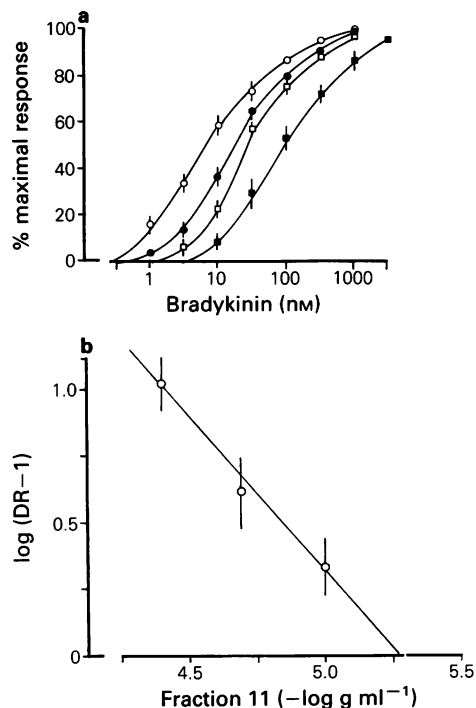 a
100
80
60
40
20
0
% maximal response
1
10
100
1000
Bradykinin (nM)
b
1.0
0.5
0
log (DR−1)
4.5
5.0
5.5
Fraction 11 (−log g ml⁻¹)